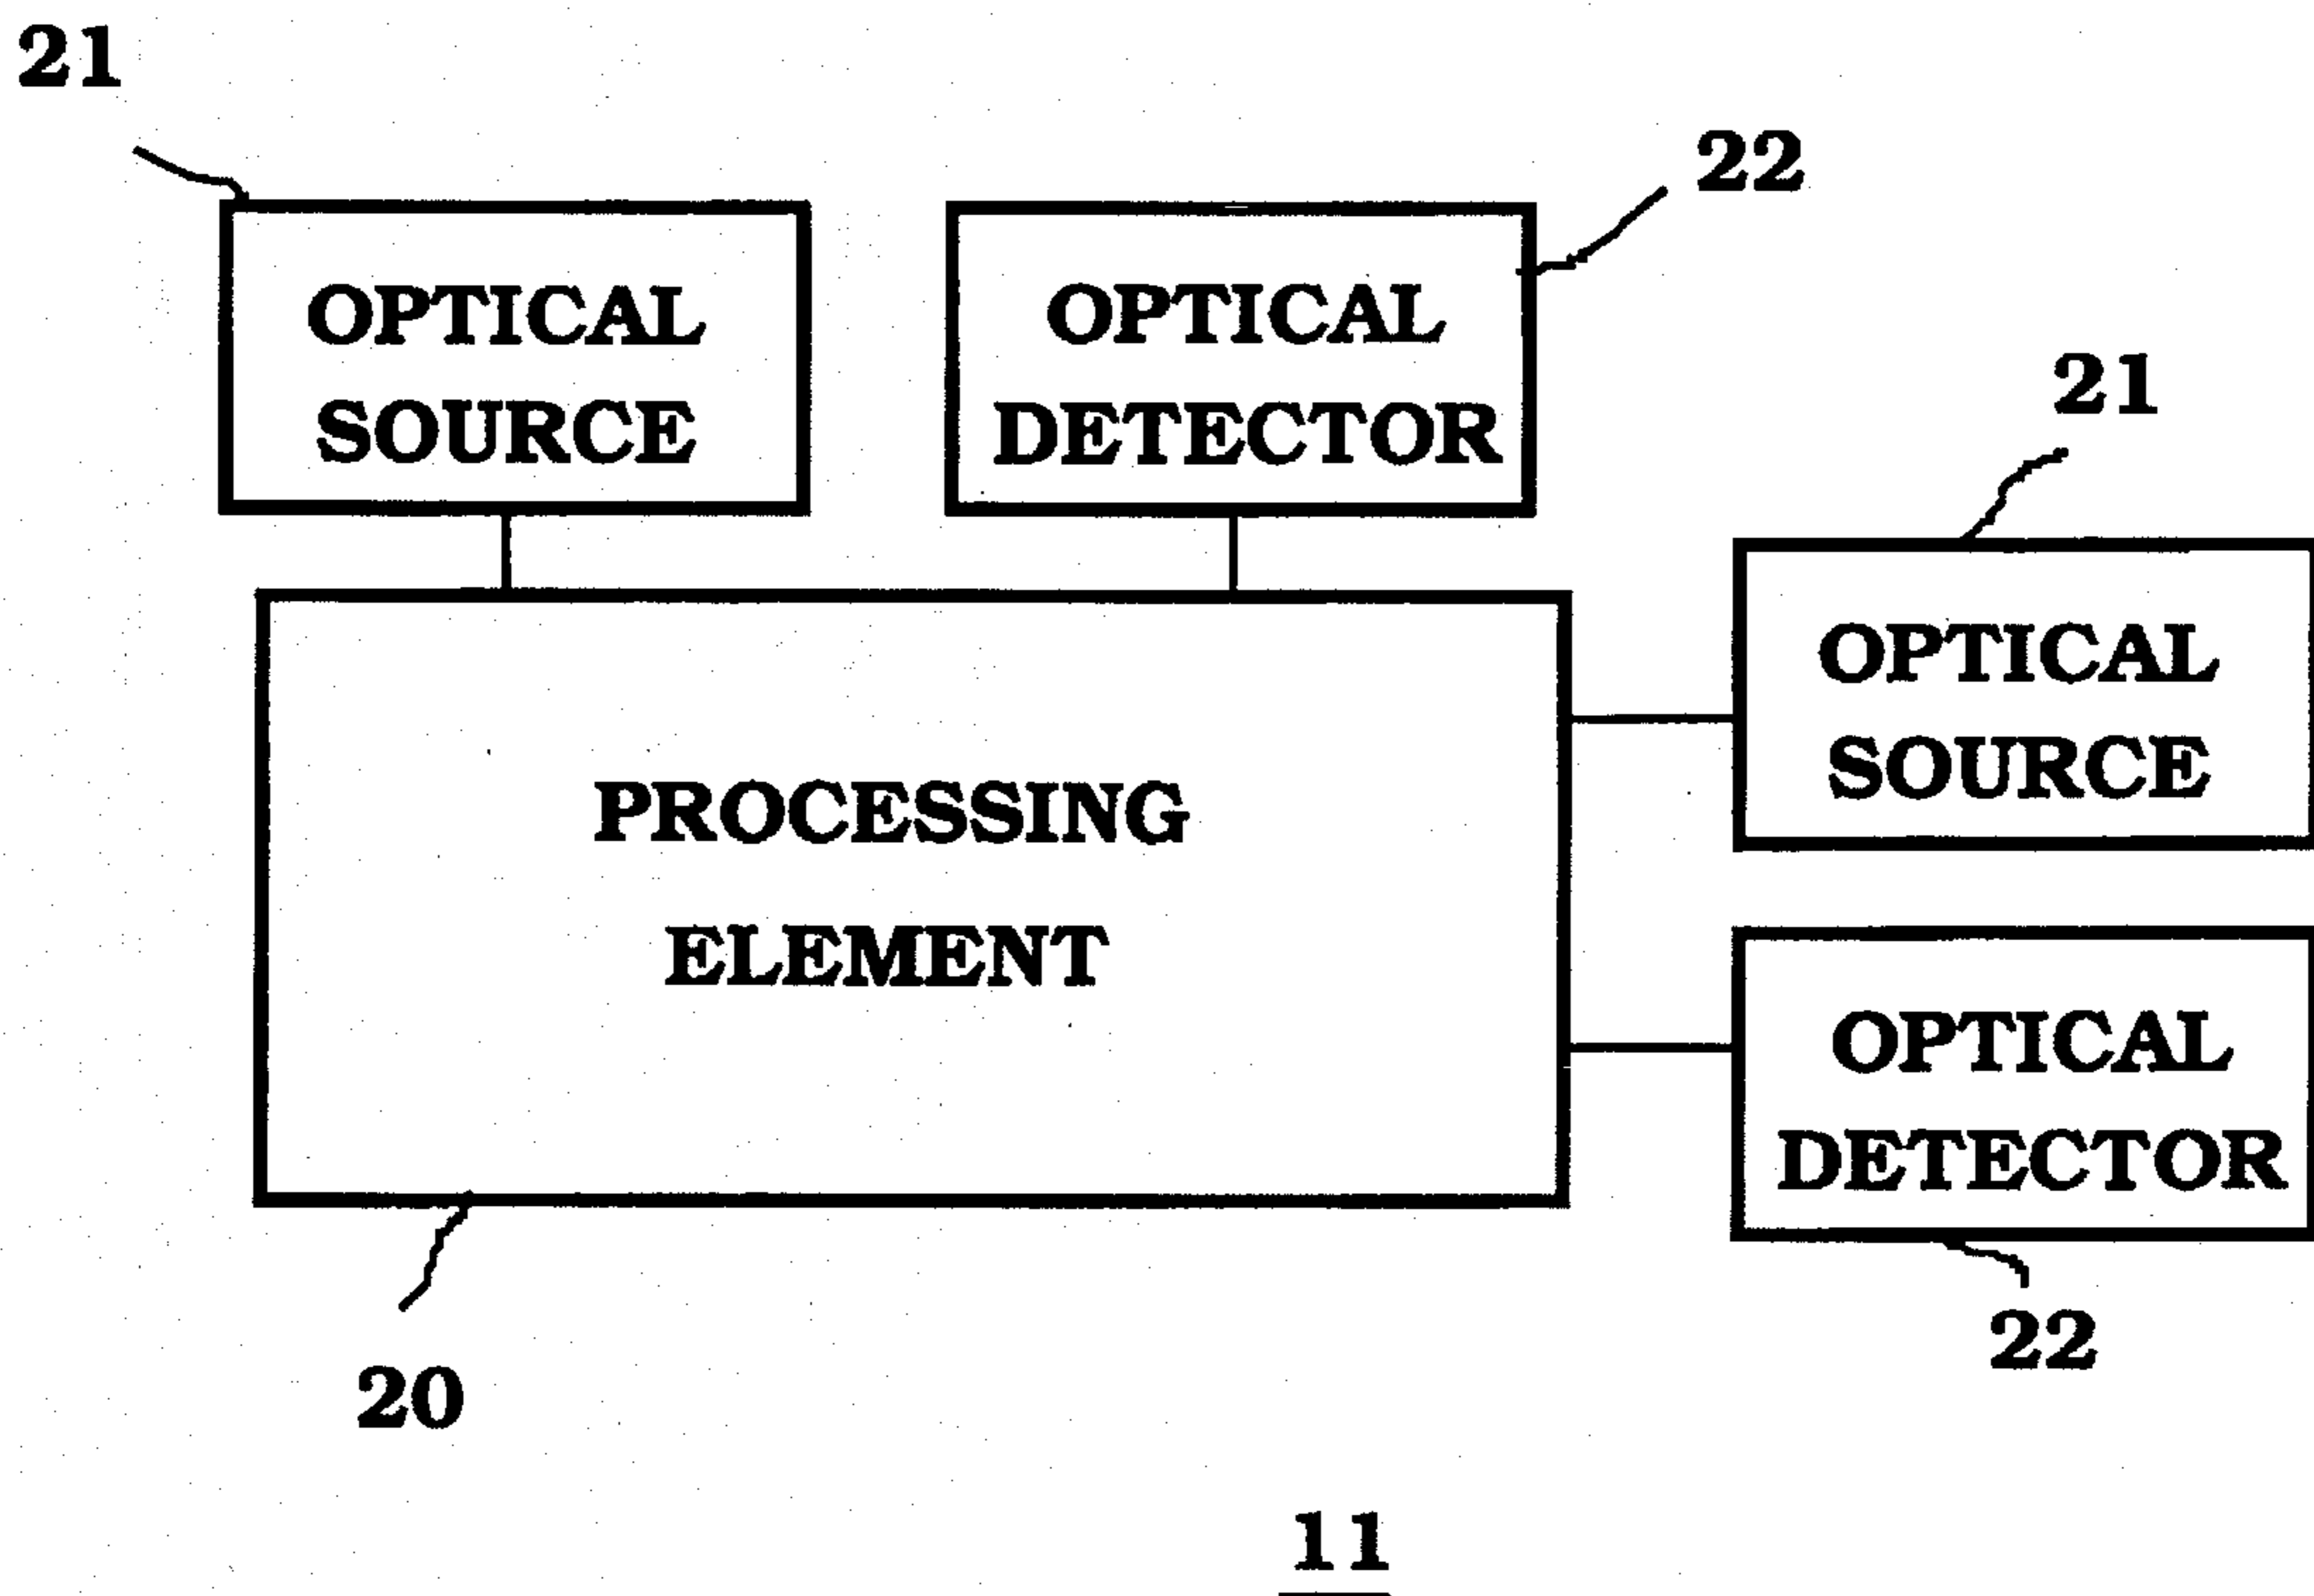 21
22
OPTICAL
SOURCE
OPTICAL
DETECTOR
21
OPTICAL
SOURCE
PROCESSING
ELEMENT
OPTICAL
DETECTOR
22
20
11